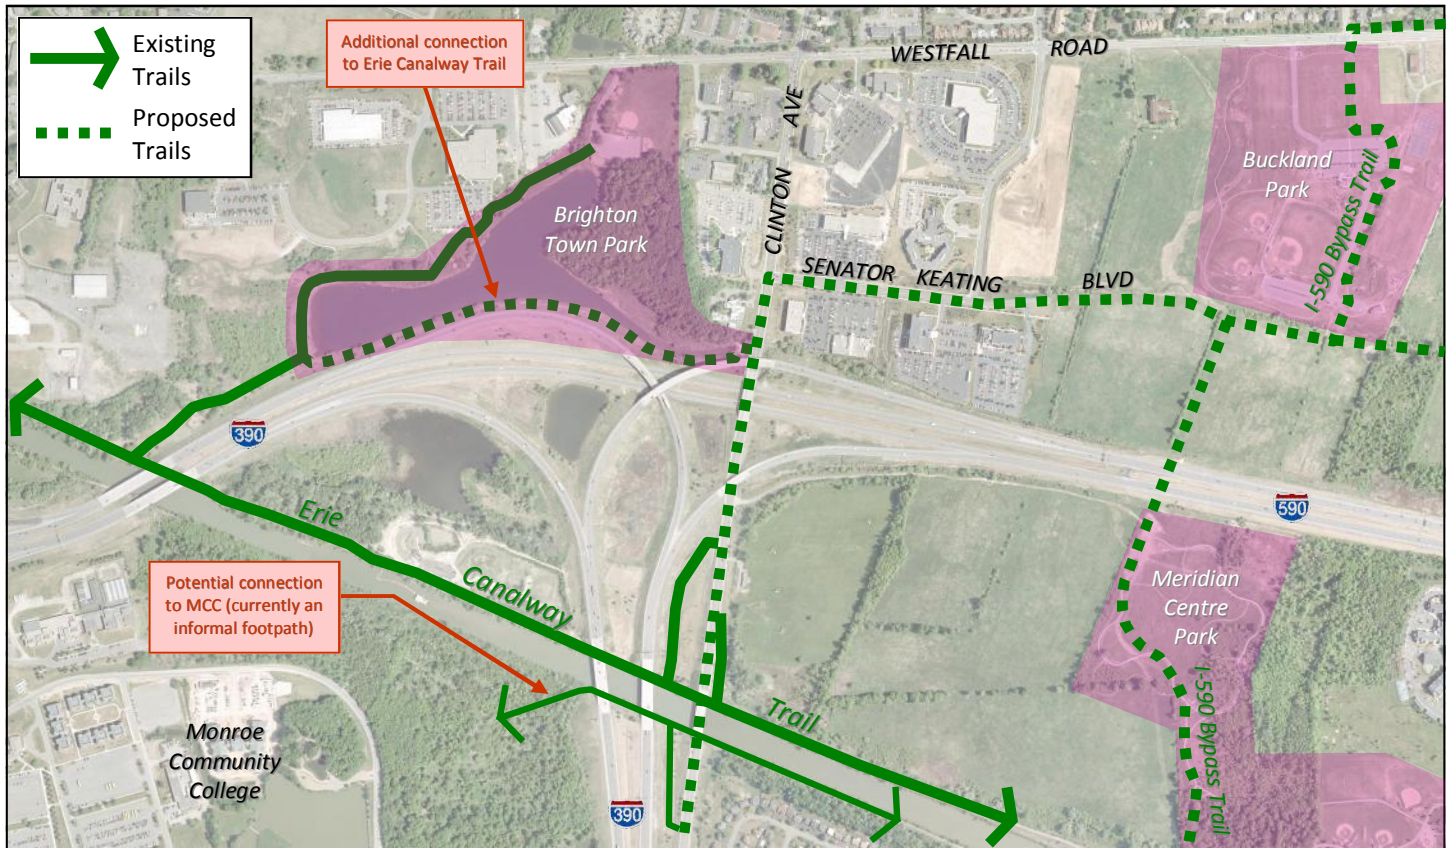 Existing
Trails
Proposed
Trails
Additional connection
to Erie Canalway Trail
WESTFALL ROAD
CLINTON AVE
Buckland
Park
I-590 Bypass Trail
Brighton
Town Park
SENATOR KEATING BLVD
390
590
Erie Canalway Trail
Potential connection
to MCC (currently an
informal footpath)
Meridian
Centre
Park
I-590 Bypass Trail
Monroe
Community
College
390